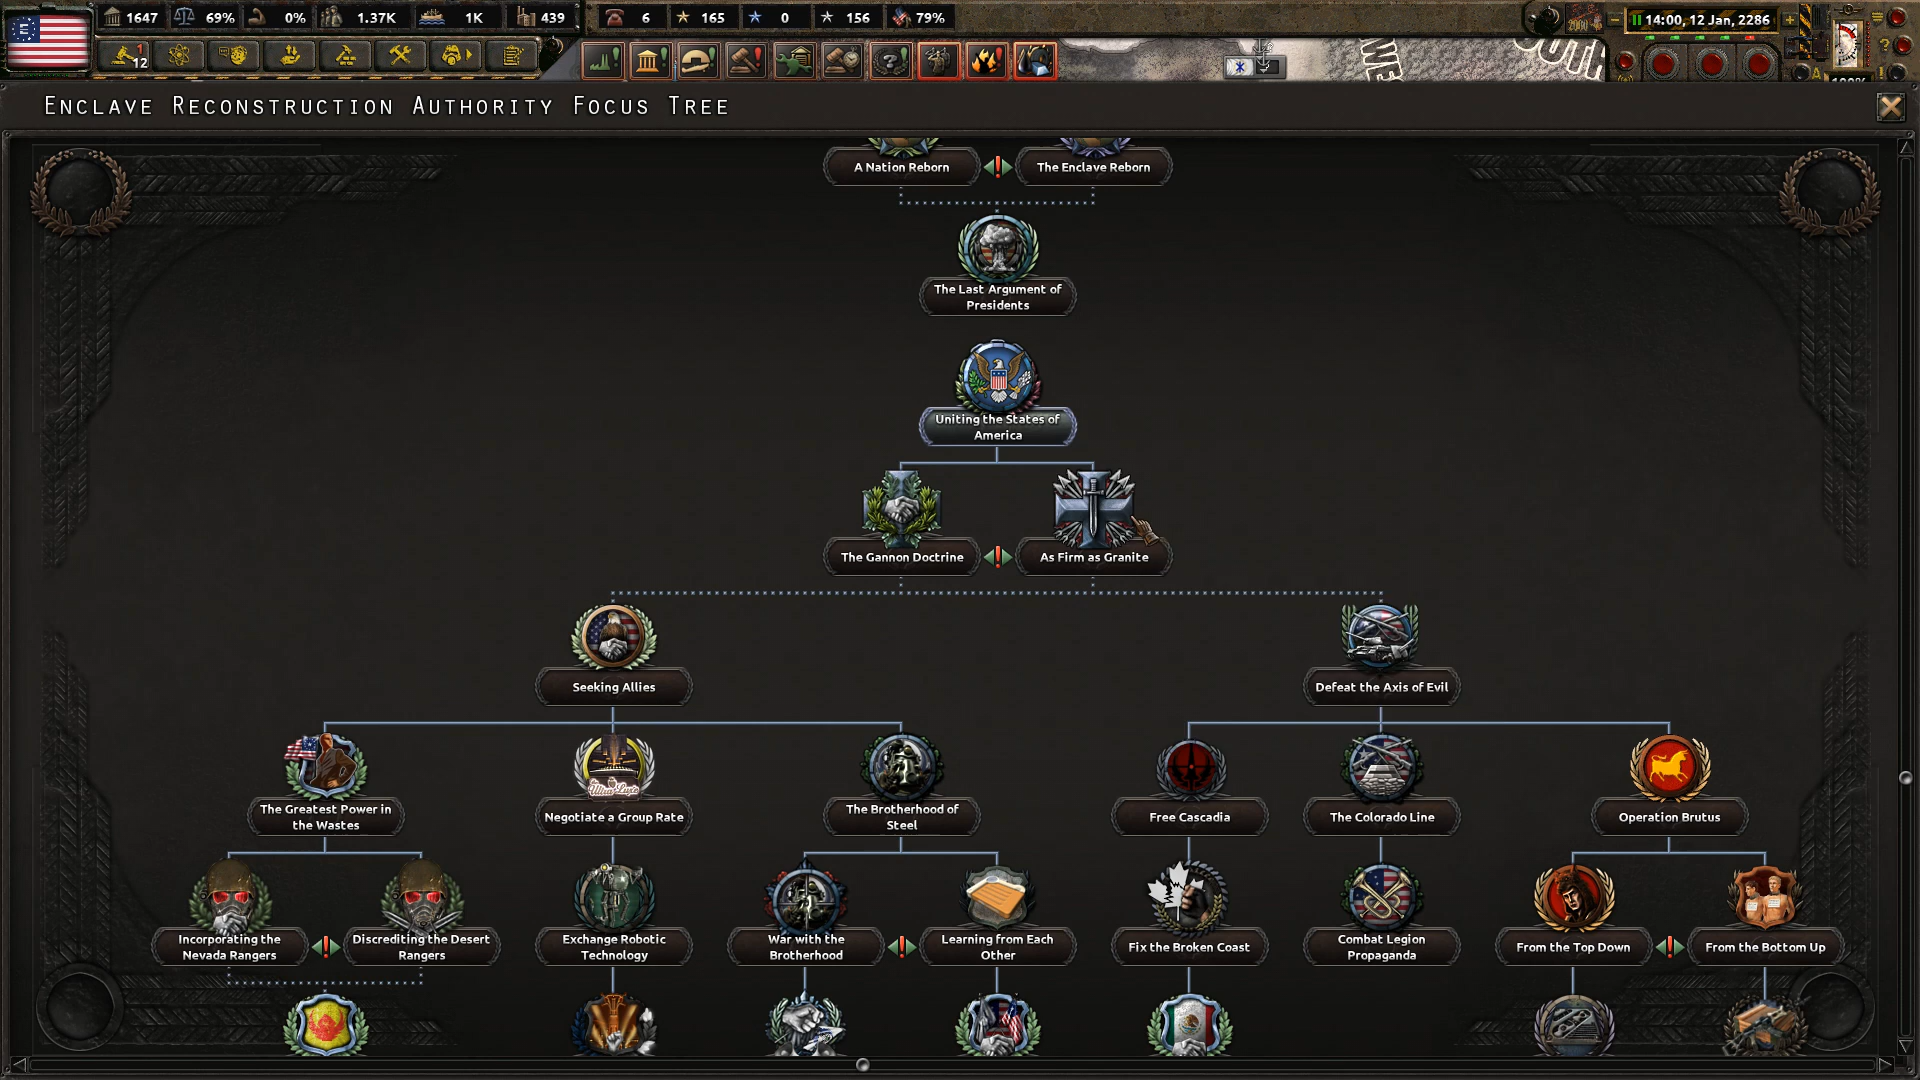 1647
69%
0%
1.37K
1K
439
6
165
0
156
79%
14:00, 12 Jan, 2286
1
12
Enclave Reconstruction Authority Focus Tree
A Nation Reborn
The Enclave Reborn
The Last Argument of
Presidents
Uniting the States of
America
The Gannon Doctrine
As Firm as Granite
Seeking Allies
Defeat the Axis of Evil
The Greatest Power in
the Wastes
Negotiate a Group Rate
The Brotherhood of
Steel
Free Cascadia
The Colorado Line
Operation Brutus
Incorporating the
Nevada Rangers
Discrediting the Desert
Rangers
Exchange Robotic
Technology
War with the
Brotherhood
Learning from Each
Other
Fix the Broken Coast
Combat Legion
Propaganda
From the Top Down
From the Bottom Up